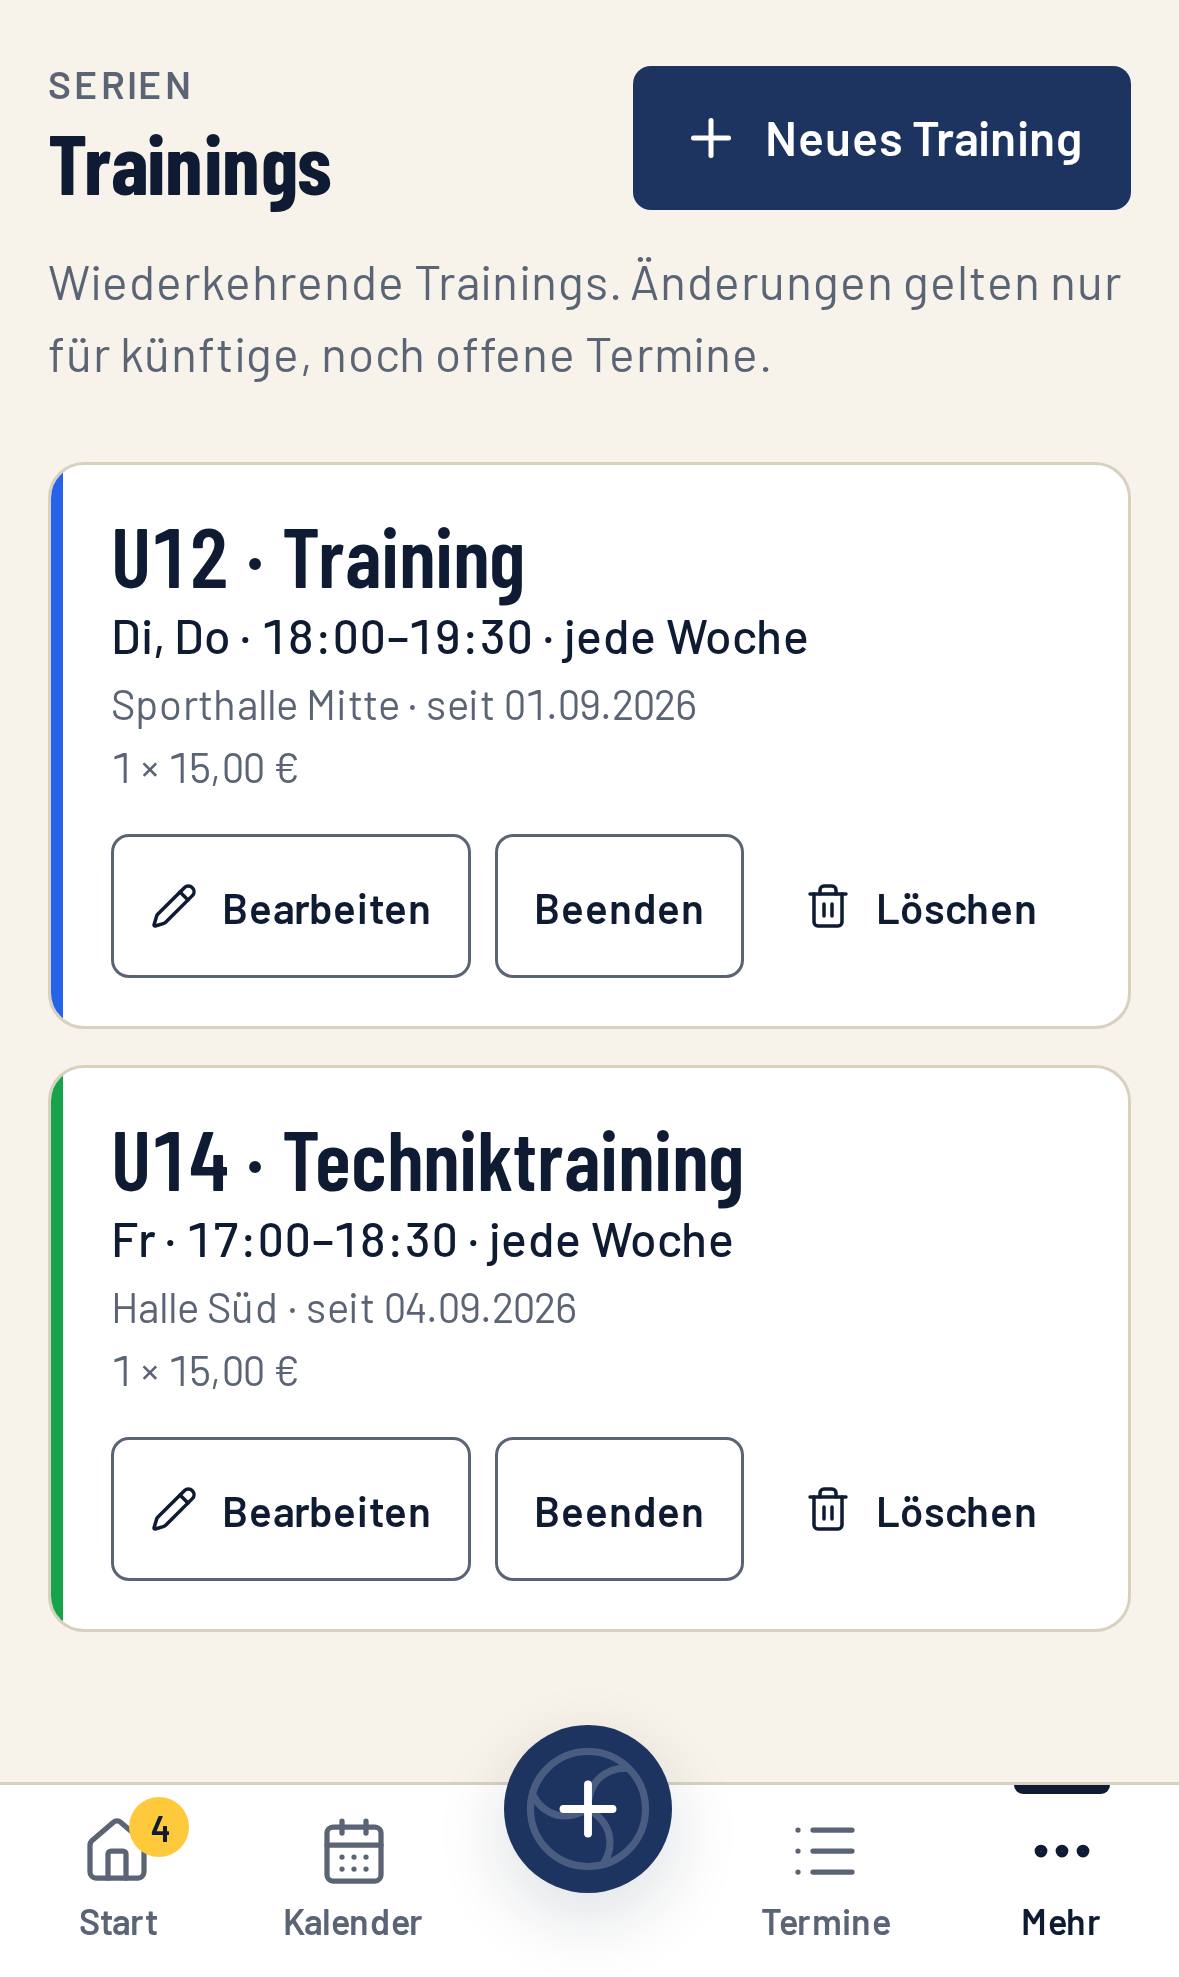 SERIEN
Trainings
Neues Training
Wiederkehrende Trainings. Änderungen gelten nur
für künftige, noch offene Termine.
U12 · Training
Di, Do · 18:00–19:30 · jede Woche
Sporthalle Mitte · seit 01.09.2026
1 × 15,00 €
Bearbeiten
Beenden
Löschen
U14 · Techniktraining
Fr · 17:00–18:30 · jede Woche
Halle Süd · seit 04.09.2026
1 × 15,00 €
Bearbeiten
Beenden
Löschen
4
Start
Kalender
Termine
Mehr